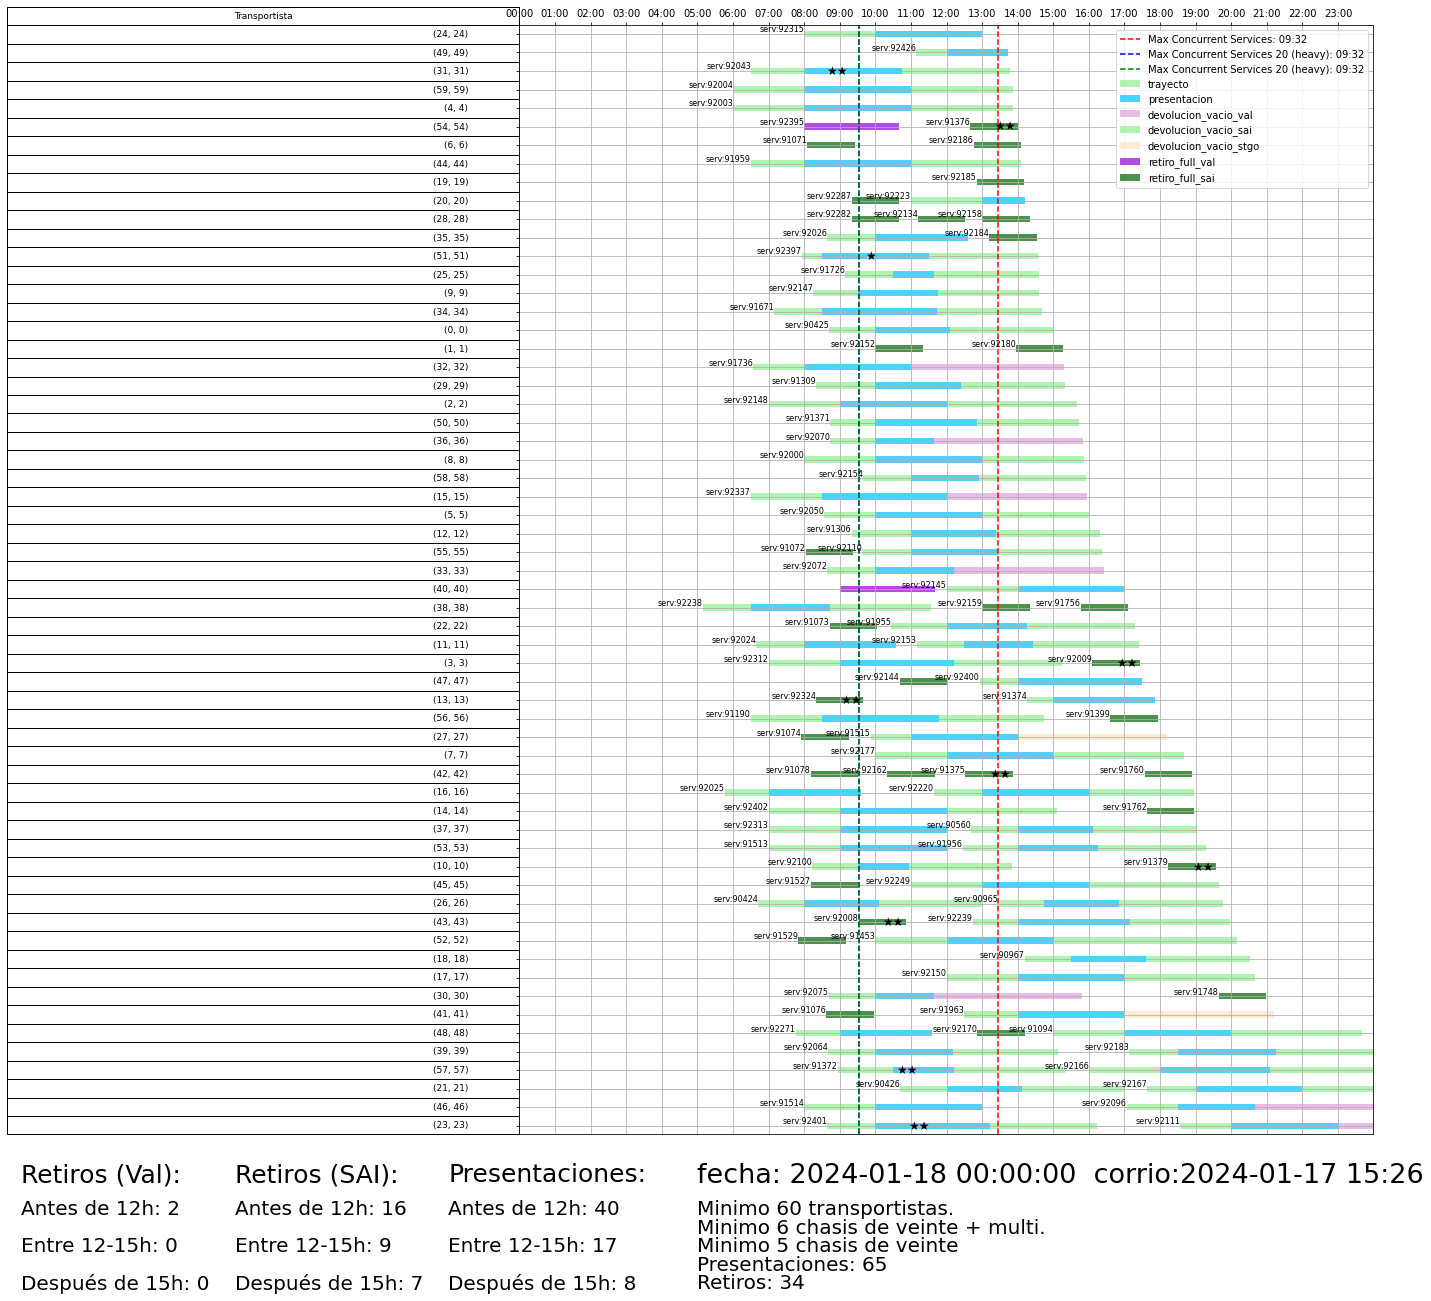 Transportista
00:00 01:00 02:00 03:00 04:00 05:00 06:00 07:00 08:00 09:00 10:00 11:00 12:00 13:00 14:00 15:00 16:00 17:00 18:00 19:00 20:00 21:00 22:00 23:00
Max Concurrent Services: 09:32
Max Concurrent Services 20 (heavy): 09:32
Max Concurrent Services 20 (heavy): 09:32
trayecto
presentacion
devolucion_vacio_val
devolucion_vacio_sai
devolucion_vacio_stgo
retiro_full_val
retiro_full_sai
(24, 24) serv:92315
(49, 49) serv:92426
(31, 31) serv:92043
(59, 59) serv:92004
(4, 4) serv:92003
(54, 54) serv:92395 serv:91376
(6, 6) serv:91071 serv:92186
(44, 44) serv:91959
(19, 19) serv:92185
(20, 20) serv:92287 serv:92223
(28, 28) serv:92282 serv:92134 serv:92158
(35, 35) serv:92026 serv:92184
(51, 51) serv:92397
(25, 25) serv:91726
(9, 9) serv:92147
(34, 34) serv:91671
(0, 0) serv:90425
(1, 1) serv:92152 serv:92180
(32, 32) serv:91736
(29, 29) serv:91309
(2, 2) serv:92148
(50, 50) serv:91371
(36, 36) serv:92070
(8, 8) serv:92000
(58, 58) serv:92154
(15, 15) serv:92337
(5, 5) serv:92050
(12, 12) serv:91306
(55, 55) serv:91072 serv:92110
(33, 33) serv:92072
(40, 40) serv:92145
(38, 38) serv:92238 serv:92159 serv:91756
(22, 22) serv:91073 serv:91955
(11, 11) serv:92024 serv:92153
(3, 3) serv:92312 serv:92009
(47, 47) serv:92144 serv:92400
(13, 13) serv:92324 serv:91374
(56, 56) serv:91190 serv:91399
(27, 27) serv:91074 serv:91515
(7, 7) serv:92177
(42, 42) serv:91078 serv:92162 serv:91375 serv:91760
(16, 16) serv:92025 serv:92220
(14, 14) serv:92402 serv:91762
(37, 37) serv:92313 serv:90560
(53, 53) serv:91513 serv:91956
(10, 10) serv:92100 serv:91379
(45, 45) serv:91527 serv:92249
(26, 26) serv:90424 serv:90965
(43, 43) serv:92008 serv:92239
(52, 52) serv:91529 serv:91453
(18, 18) serv:90967
(17, 17) serv:92150
(30, 30) serv:92075 serv:91748
(41, 41) serv:91076 serv:91963
(48, 48) serv:92271 serv:92170 serv:91094
(39, 39) serv:92064 serv:92183
(57, 57) serv:91372 serv:92166
(21, 21) serv:90426 serv:92167
(46, 46) serv:91514 serv:92096
(23, 23) serv:92401 serv:92111
Retiros (Val): Retiros (SAI): Presentaciones: fecha: 2024-01-18 00:00:00 corrio:2024-01-17 15:26
Antes de 12h: 2 Antes de 12h: 16 Antes de 12h: 40 Minimo 60 transportistas.
Minimo 6 chasis de veinte + multi.
Entre 12-15h: 0 Entre 12-15h: 9 Entre 12-15h: 17 Minimo 5 chasis de veinte
Presentaciones: 65
Después de 15h: 0 Después de 15h: 7 Después de 15h: 8 Retiros: 34